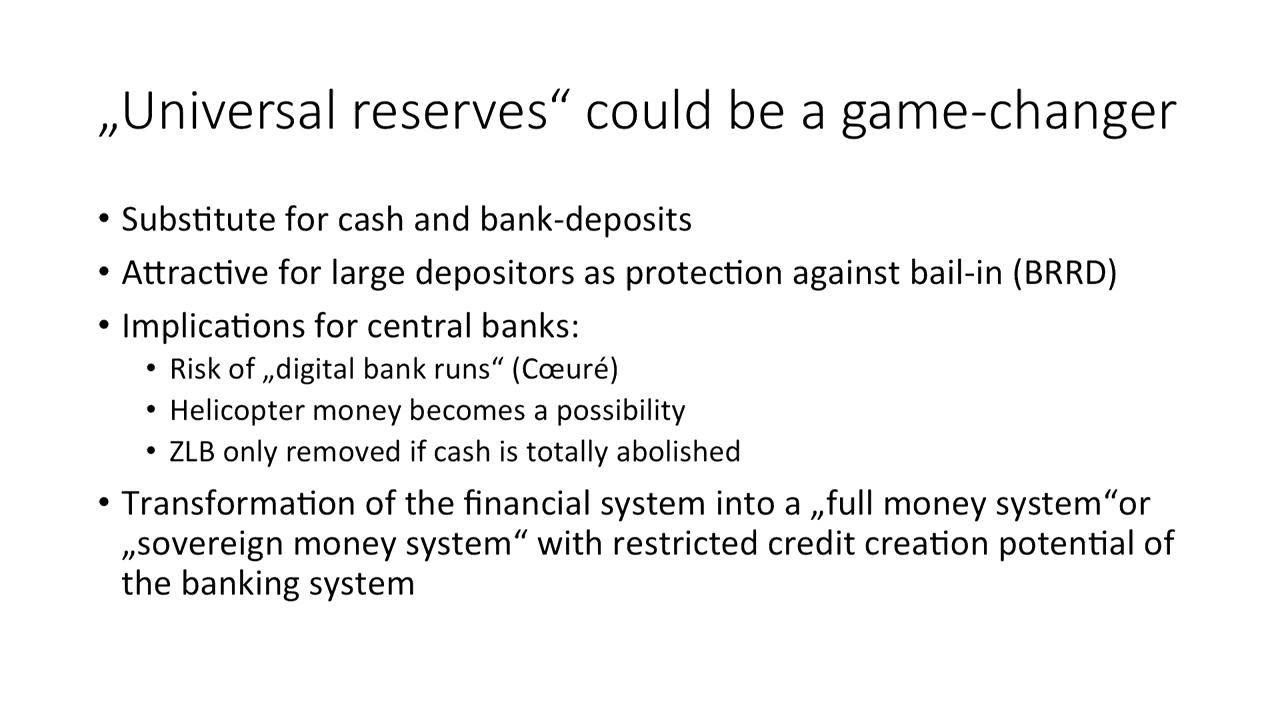 „Universal reserves“ could be a game-changer
• Substitute for cash and bank-deposits
• Attractive for large depositors as protection against bail-in (BRRD)
• Implications for central banks:
• Risk of „digital bank runs“ (Cœuré)
• Helicopter money becomes a possibility
• ZLB only removed if cash is totally abolished
• Transformation of the financial system into a „full money system“or
„sovereign money system“ with restricted credit creation potential of
the banking system